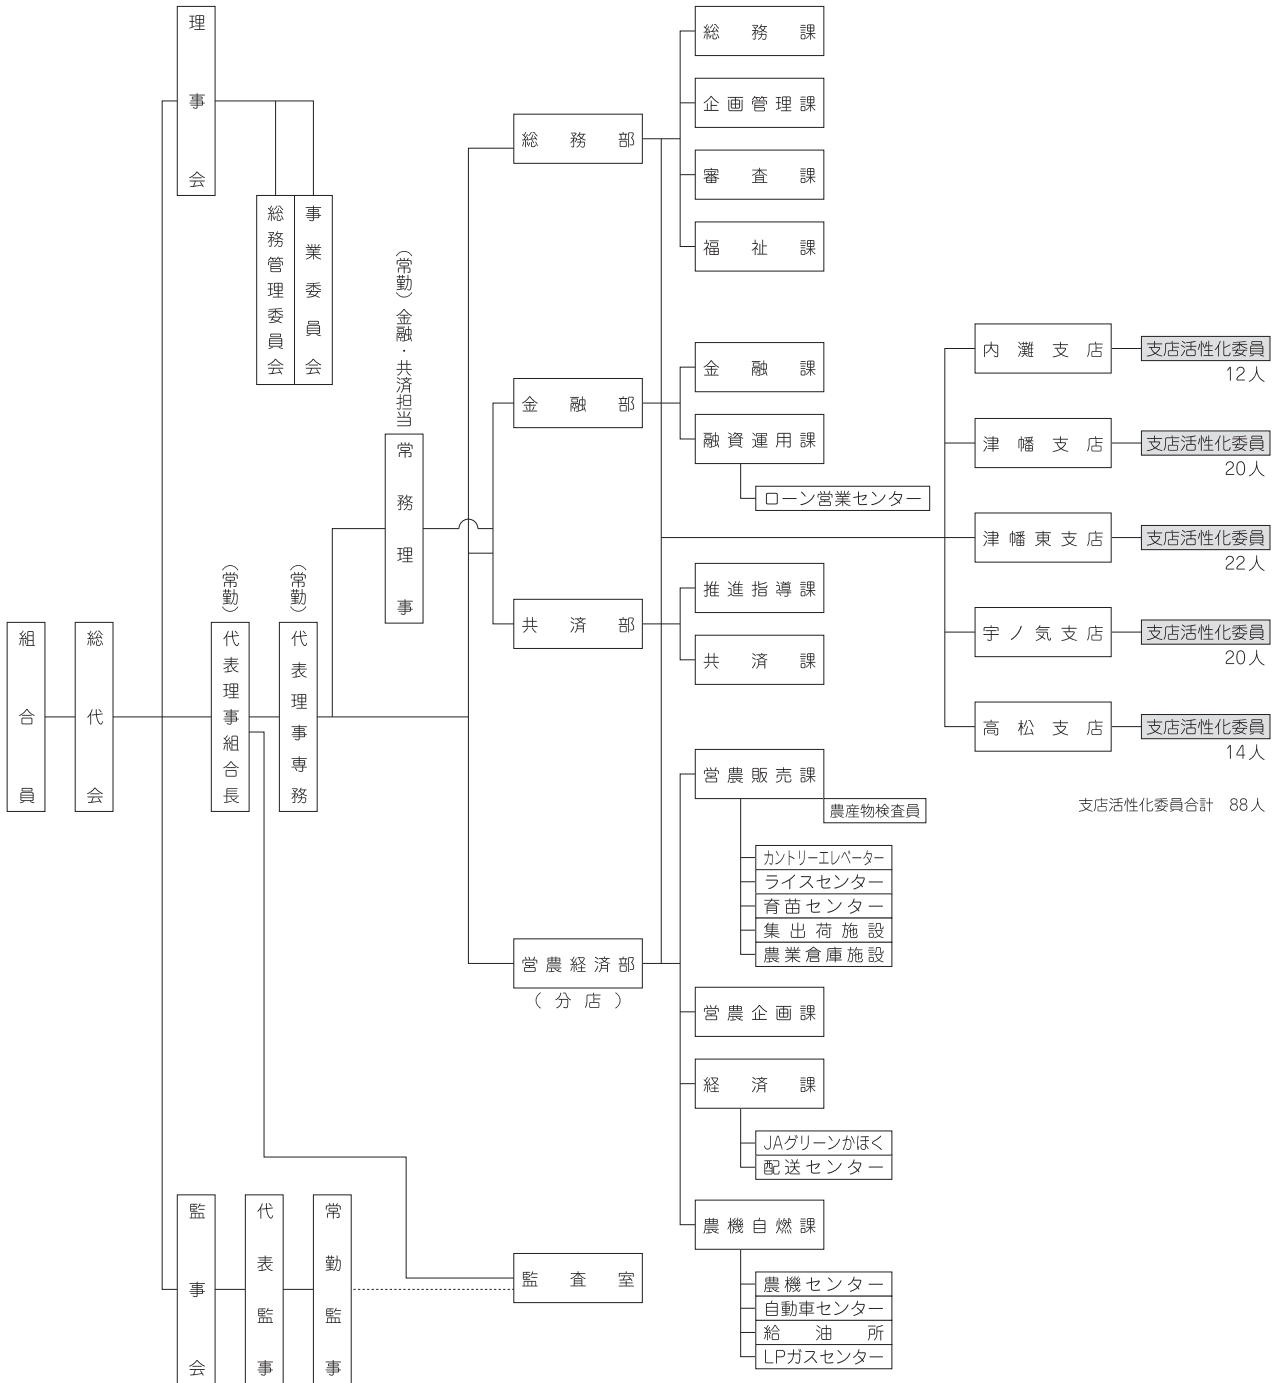 組合員
総代会
理事会
総務管理委員会
事業委員会
(常勤)
代表理事組合長
(常勤)
代表理事専務
(常勤)金融・共済担当
常務理事
監事会
代表監事
常勤監事
監査室
総務部
総務課
企画管理課
審査課
福祉課
金融部
金融課
融資運用課
ローン営業センター
共済部
推進指導課
共済課
営農経済部
(分店)
営農販売課
農産物検査員
カントリーエレベーター
ライスセンター
育苗センター
集出荷施設
農業倉庫施設
営農企画課
経済課
JAグリーンかほく
配送センター
農機自燃課
農機センター
自動車センター
給油所
LPガスセンター
内灘支店
支店活性化委員
12人
津幡支店
支店活性化委員
20人
津幡東支店
支店活性化委員
22人
宇ノ気支店
支店活性化委員
20人
高松支店
支店活性化委員
14人
支店活性化委員合計 88人